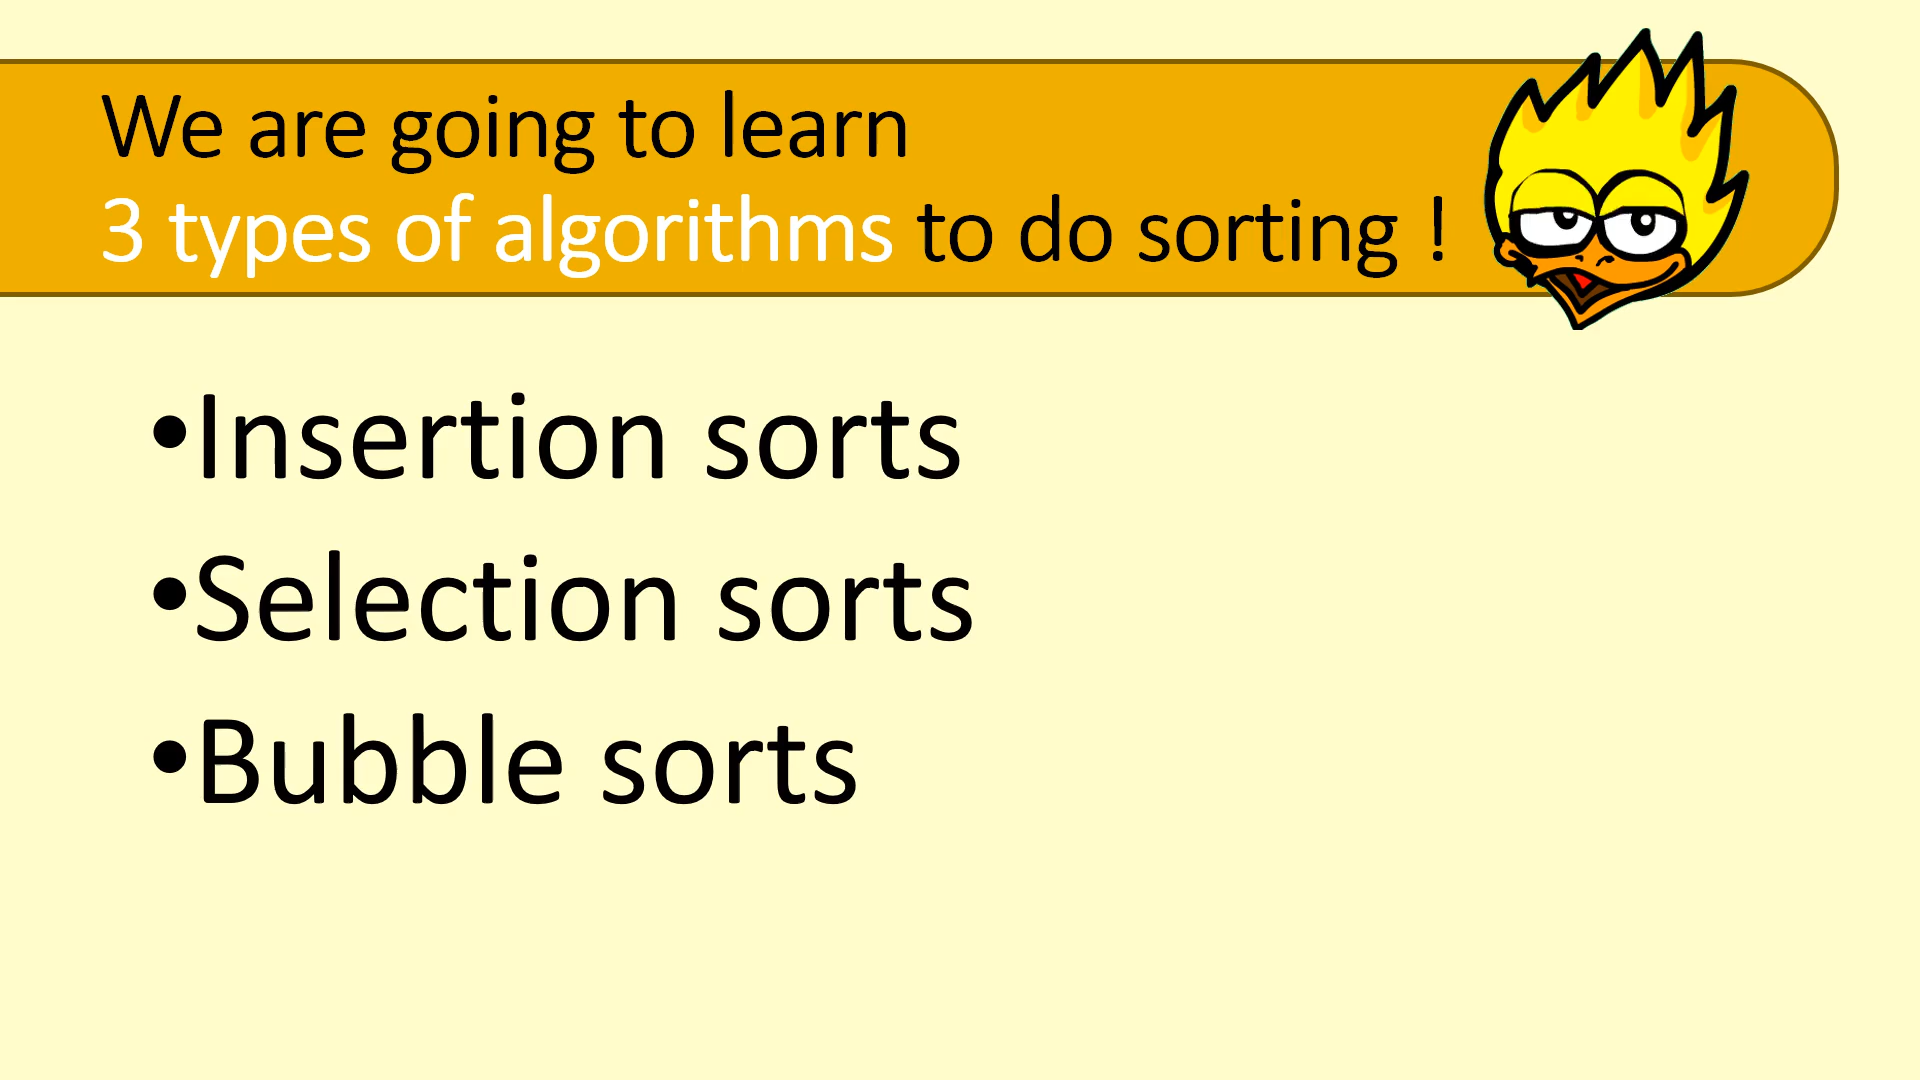 We are going to learn
3 types of algorithms to do sorting !
•Insertion sorts
•Selection sorts
•Bubble sorts